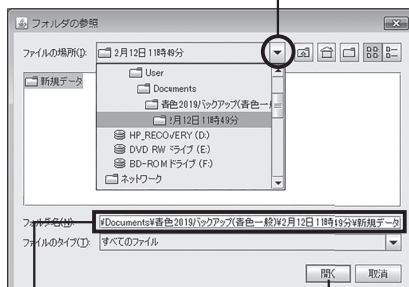 フォルダの参照
ファイルの場所(I): 2月12日11時49分
新規データ
User
Documents
青色2019バックアップ(青色一般
2月12日11時49分
HP_RECOVERY (D:)
DVD RW ドライブ (E:)
BD-ROM ドライブ (F:)
ネットワーク
フォルダ名(N): ¥Documents¥青色2019バックアップ(青色一般)¥2月12日11時49分¥新規データ
ファイルのタイプ(T): すべてのファイル
開く 取消